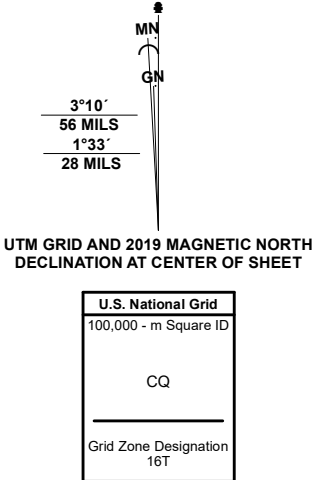 MN
GN
3°10´
56 MILS
1°33´
28 MILS
UTM GRID AND 2019 MAGNETIC NORTH
DECLINATION AT CENTER OF SHEET
U.S. National Grid
100,000 - m Square ID
CQ
Grid Zone Designation
16T